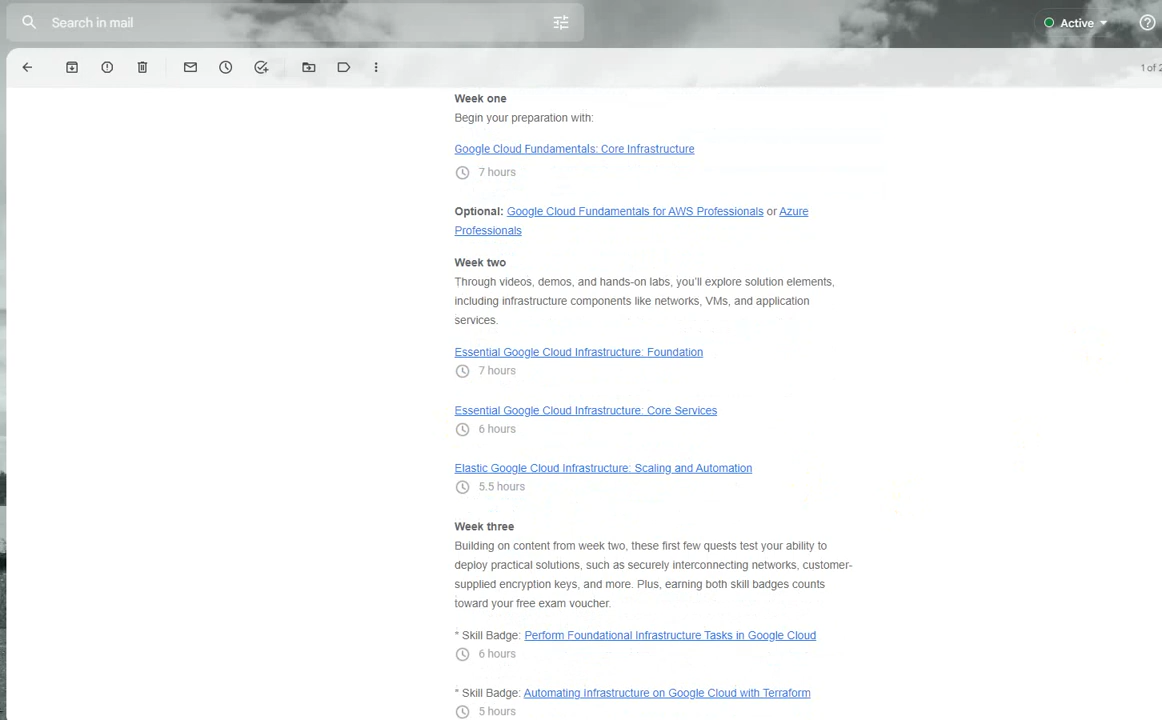 Search in mail
Active
1 of 2
Week one
Begin your preparation with:
Google Cloud Fundamentals: Core Infrastructure
7 hours
Optional: Google Cloud Fundamentals for AWS Professionals or Azure
Professionals
Week two
Through videos, demos, and hands-on labs, you'll explore solution elements,
including infrastructure components like networks, VMs, and application
services.
Essential Google Cloud Infrastructure: Foundation
7 hours
Essential Google Cloud Infrastructure: Core Services
6 hours
Elastic Google Cloud Infrastructure: Scaling and Automation
5.5 hours
Week three
Building on content from week two, these first few quests test your ability to
deploy practical solutions, such as securely interconnecting networks, customer-
supplied encryption keys, and more. Plus, earning both skill badges counts
toward your free exam voucher.
* Skill Badge: Perform Foundational Infrastructure Tasks in Google Cloud
6 hours
* Skill Badge: Automating Infrastructure on Google Cloud with Terraform
5 hours